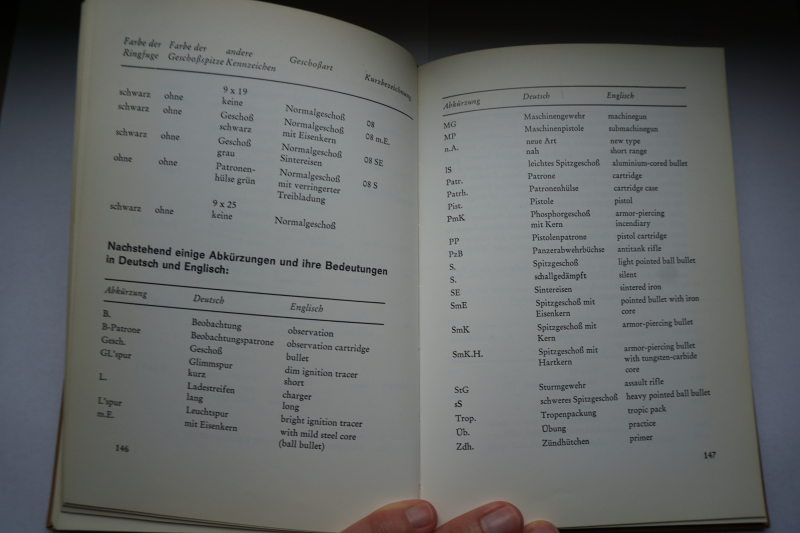 Farbe der Farbe der andere Geschoßart Kurzbezeichnung
Ringfuge Geschoßspitze Kennzeichen
9 x 19
schwarz ohne keine Normalgeschoß 08
schwarz ohne Geschoß Normalgeschoß 08 m.E.
schwarz mit Eisenkern
schwarz ohne Geschoß Normalgeschoß 08 SE
grau Sintereisen
ohne ohne Patronen- Normalgeschoß 08 S
hülse grün mit verringerter
Treibladung
9 x 25
schwarz ohne keine Normalgeschoß
Nachstehend einige Abkürzungen und ihre Bedeutungen
in Deutsch und Englisch:
Abkürzung Deutsch Englisch
B. Beobachtung observation
B-Patrone Beobachtungspatrone observation cartridge
Gesch. Geschoß bullet
GL'spur Glimmspur dim ignition tracer
kurz short
L. Ladestreifen charger
lang long
L'spur Leuchtspur bright ignition tracer
m.E. mit Eisenkern with mild steel core
(ball bullet)
146
Abkürzung Deutsch Englisch
MG Maschinengewehr machinegun
MP Maschinenpistole submachinegun
n.A. neue Art new type
nah short range
lS leichtes Spitzgeschoß aluminium-cored bullet
Patr. Patrone cartridge
Patrh. Patronenhülse cartridge case
Pist. Pistole pistol
PmK Phosphorgeschoß armor-piercing
mit Kern incendiary
PP Pistolenpatrone pistol cartridge
PzB Panzerabwehrbüchse antitank rifle
S. Spitzgeschoß light pointed ball bullet
S. schallgedämpft silent
SE Sintereisen sintered iron
SmE Spitzgeschoß mit pointed bullet with iron
Eisenkern core
SmK Spitzgeschoß mit armor-piercing bullet
Kern
SmK.H. Spitzgeschoß mit armor-piercing bullet
Hartkern with tungsten-carbide
core
StG Sturmgewehr assault rifle
sS schweres Spitzgeschoß heavy pointed ball bullet
Trop. Tropenpackung tropic pack
Üb. Übung practice
Zdh. Zündhütchen primer
147